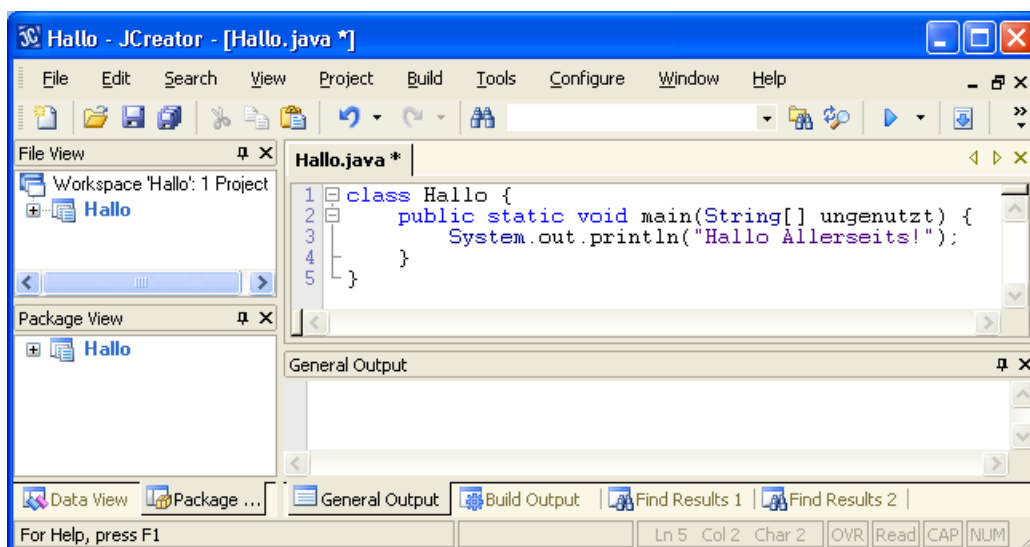 Hallo - JCreator - [Hallo.java *]
File Edit Search View Project Build Tools Configure Window Help
File View
Workspace 'Hallo': 1 Project
Hallo
Package View
Hallo
Data View Package ...
Hallo.java *
1 class Hallo {
2 public static void main(String[] ungenutzt) {
3 System.out.println("Hallo Allerseits!");
4 }
5 }
General Output
General Output Build Output Find Results 1 Find Results 2
For Help, press F1 Ln 5 Col 2 Char 2 OVR Read CAP NUM